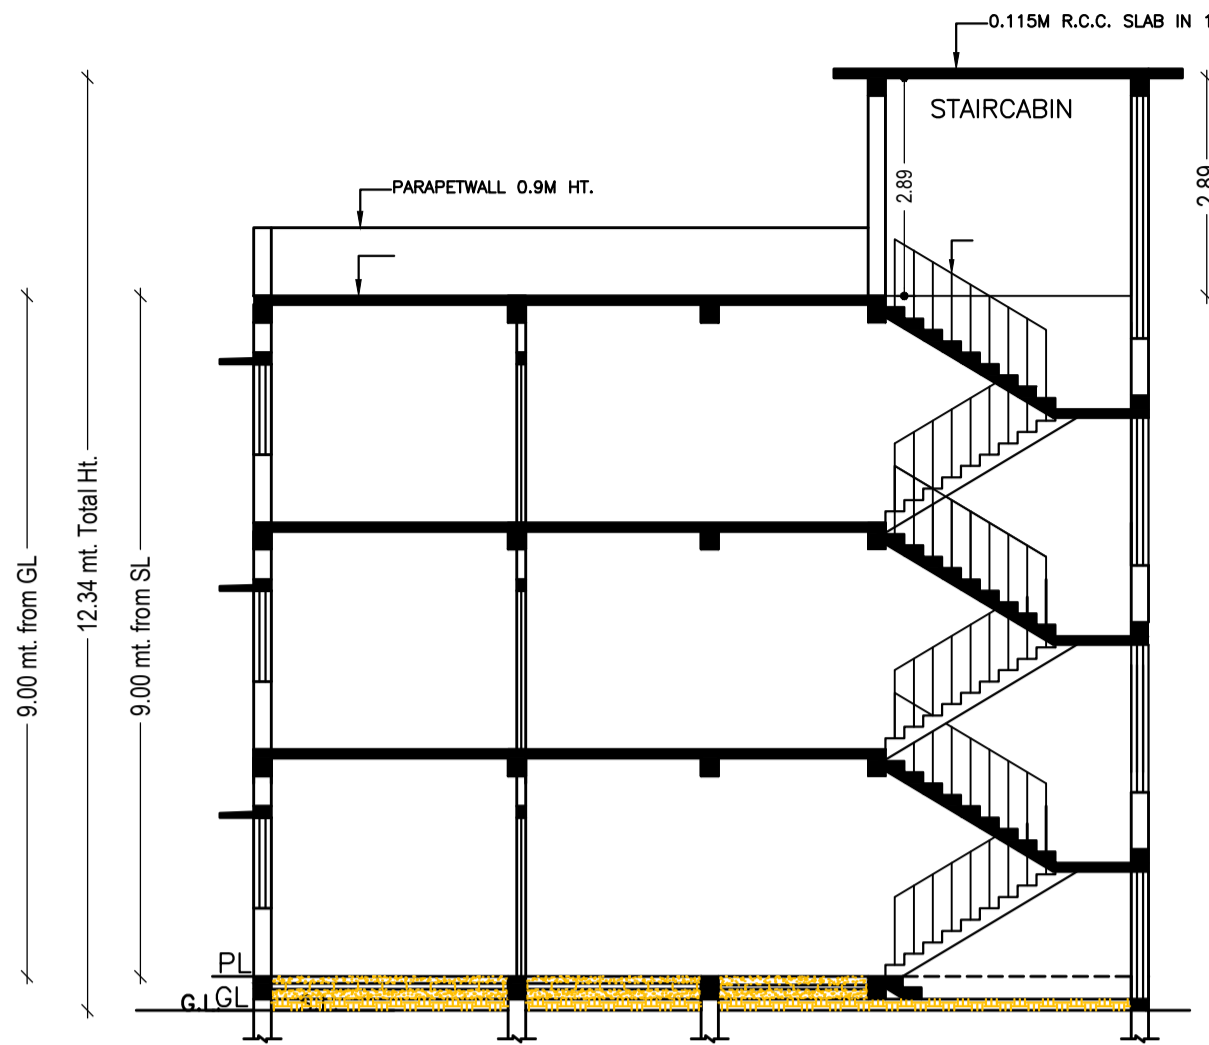 0.115M R.C.C. SLAB IN 1
STAIRCABIN
PARAPETWALL 0.9M HT.
2.89
2.89
12.34 mt. Total Ht.
9.00 mt. from GL
9.00 mt. from SL
PL
G.L GL